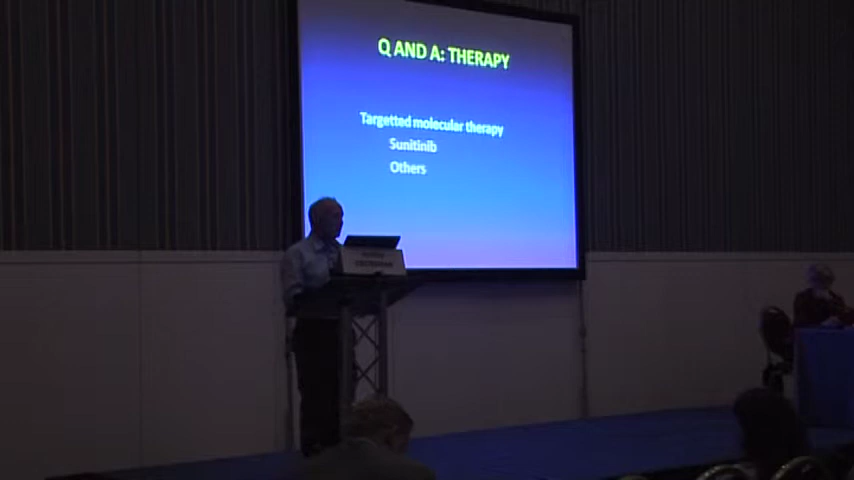 Q AND A: THERAPY
Targetted molecular therapy
Sunitinib
Others